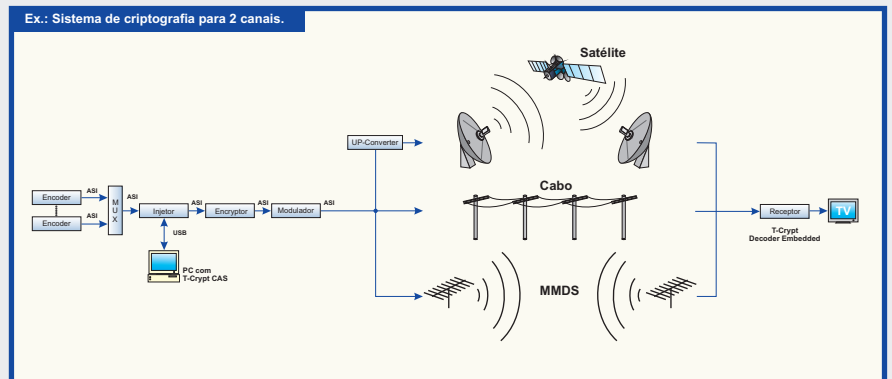 Ex.: Sistema de criptografia para 2 canais.
Satélite
UP-Converter
Cabo
Encoder
ASI
Encoder
ASI
M
U
X
ASI
Injetor
ASI
Encryptor
ASI
Modulador
ASI
USB
PC com
T-Crypt CAS
Receptor
TV
T-Crypt
Decoder Embedded
MMDS